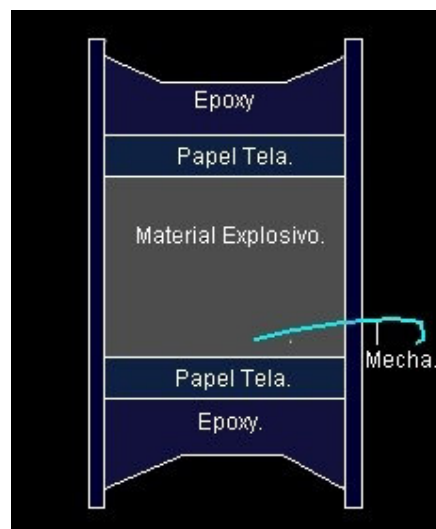 Epoxy
Papel Tela.
Material Explosivo.
Mecha.
Papel Tela.
Epoxy.